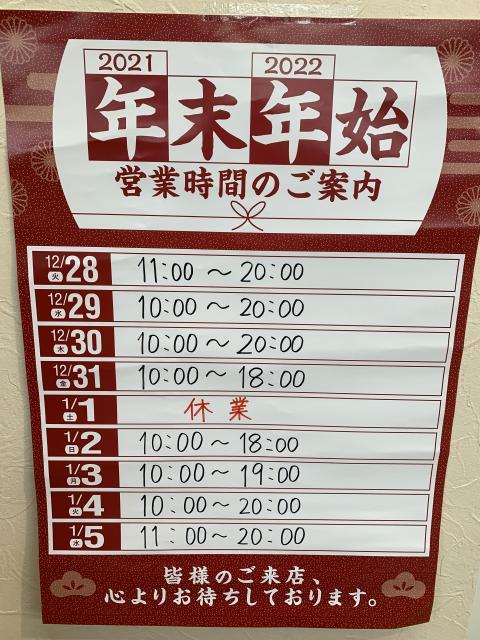 2021 2022
年末年始
営業時間のご案内
12/28 火 11:00 ～ 20:00
12/29 水 10:00 ～ 20:00
12/30 木 10:00 ～ 20:00
12/31 金 10:00 ～ 18:00
1/1 土 休業
1/2 日 10:00 ～ 18:00
1/3 月 10:00 ～ 19:00
1/4 火 10:00 ～ 20:00
1/5 水 11:00 ～ 20:00
皆様のご来店、
心よりお待ちしております。